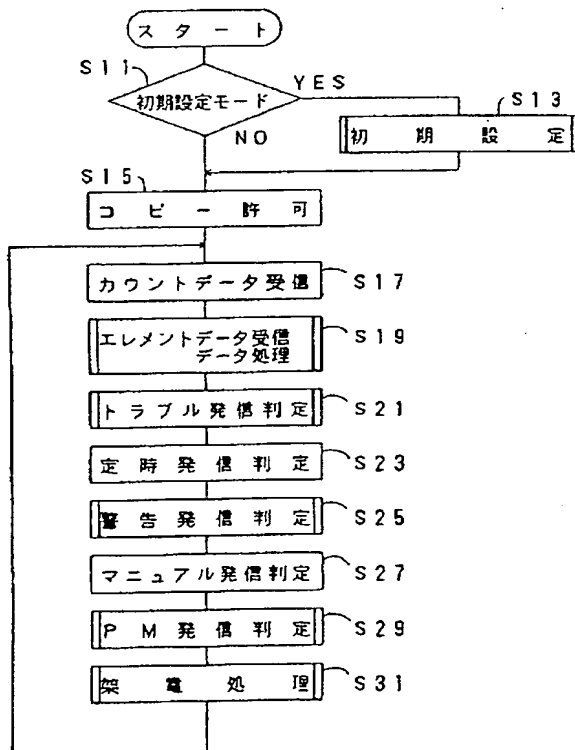 スタート
S11
初期設定モード
YES
NO
S13
初期設定
S15
コピー許可
カウントデータ受信
S17
エレメントデータ受信
データ処理
S19
トラブル発信判定
S21
定時発信判定
S23
警告発信判定
S25
マニュアル発信判定
S27
PM発信判定
S29
架電処理
S31